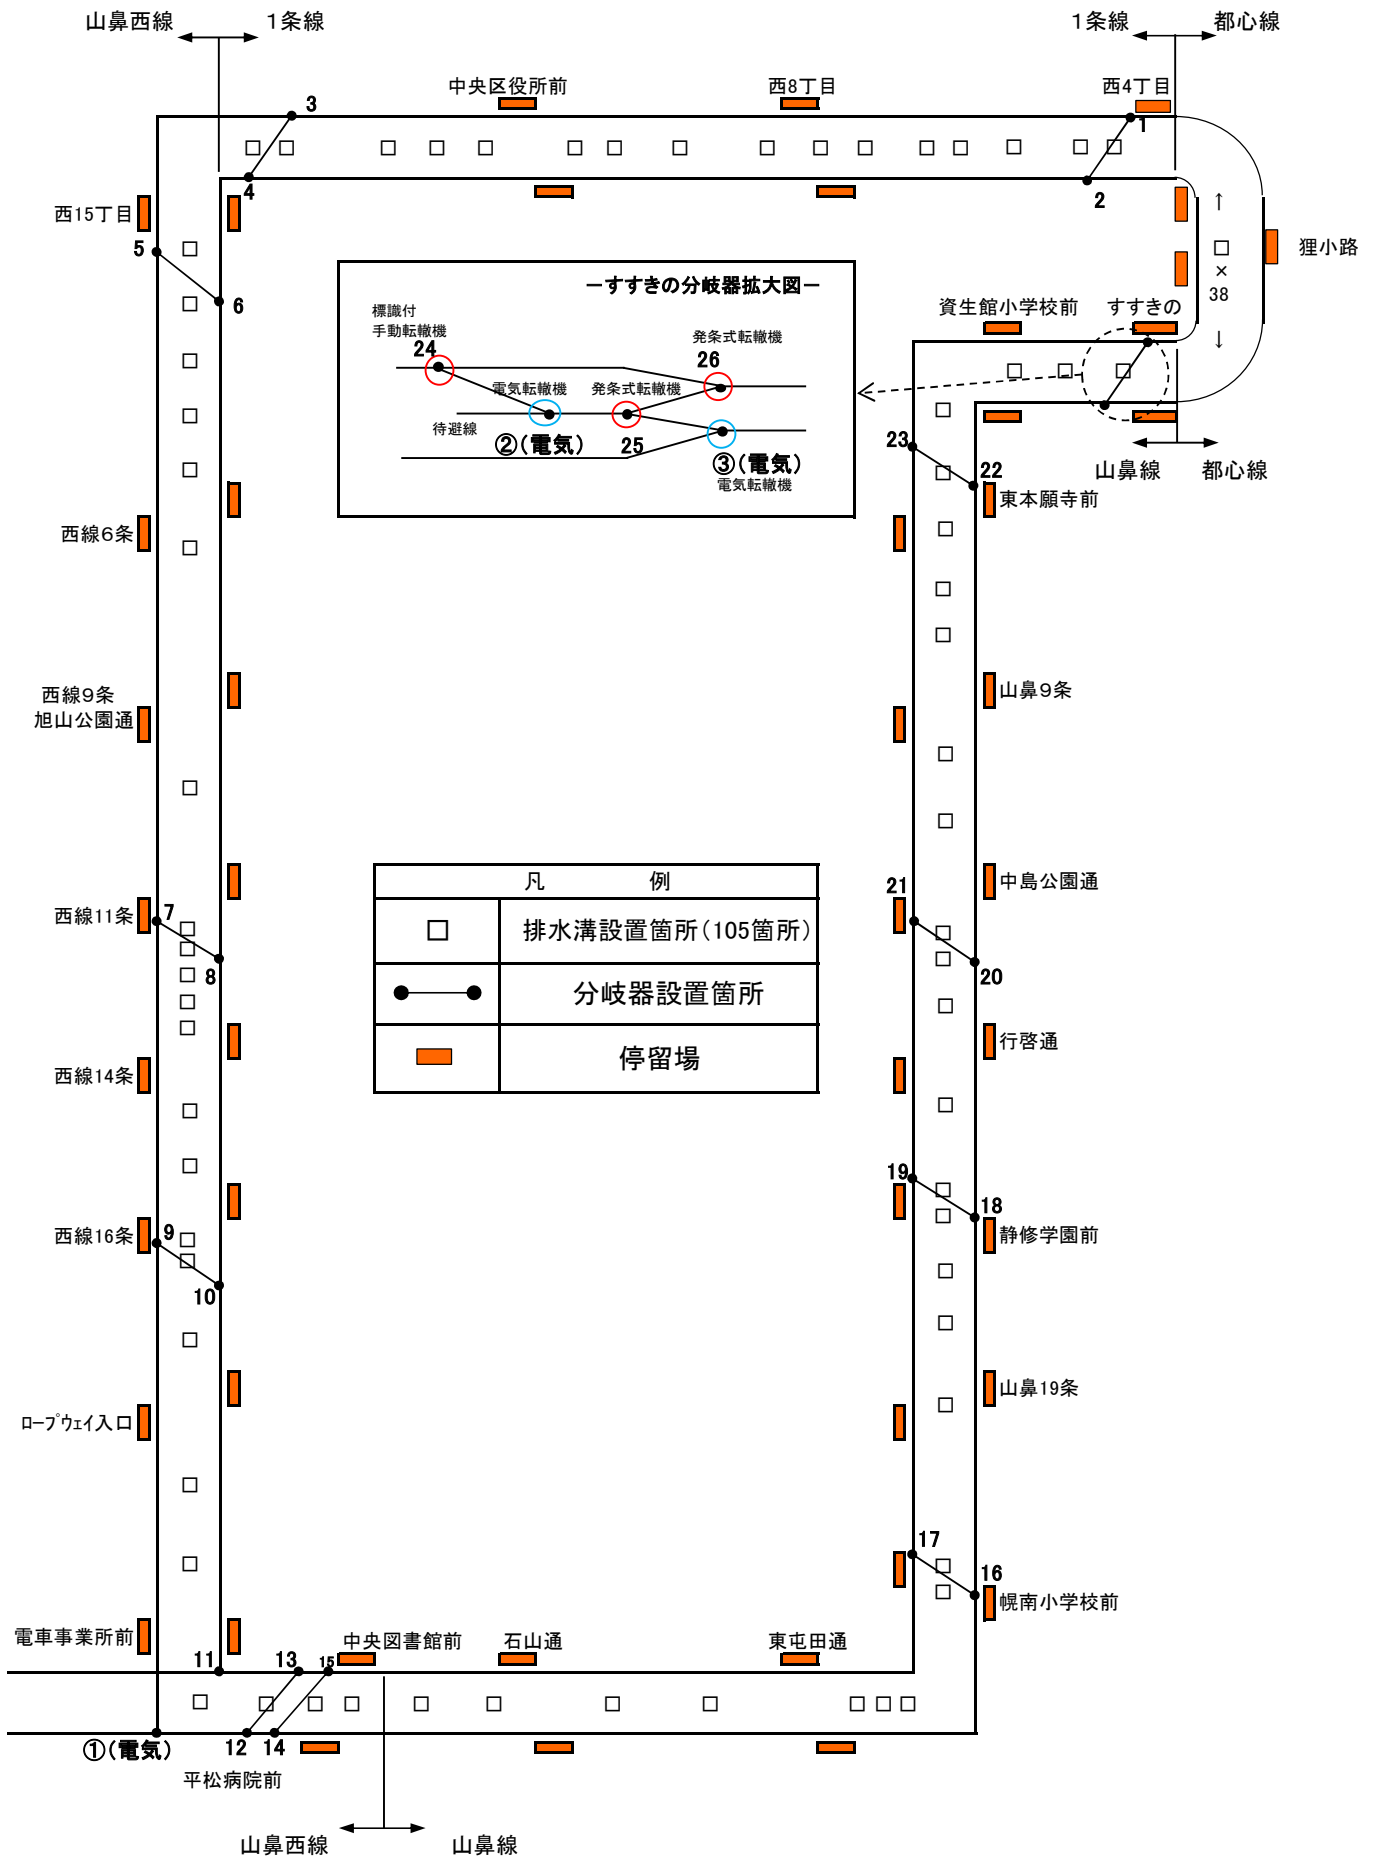 山鼻西線
1条線
1条線
都心線
中央区役所前
西8丁目
西4丁目
3
1
4
2
西15丁目
5
6
↑
□
×
38
↓
狸小路
資生館小学校前
すすきの
－すすきの分岐器拡大図－
標識付
手動転轍機
24
発条式転轍機
26
電気転轍機
発条式転轍機
待避線
②(電気)
25
③(電気)
電気転轍機
23
22
山鼻線
都心線
東本願寺前
西線6条
西線9条
旭山公園通
山鼻9条
凡 例
排水溝設置箇所(105箇所)
分岐器設置箇所
停留場
西線11条
7
8
21
20
中島公園通
行啓通
西線14条
19
18
静修学園前
西線16条
9
10
山鼻19条
ロープウェイ入口
17
16
幌南小学校前
電車事業所前
11
13
15
中央図書館前
石山通
東屯田通
①(電気)
12
14
平松病院前
山鼻西線
山鼻線